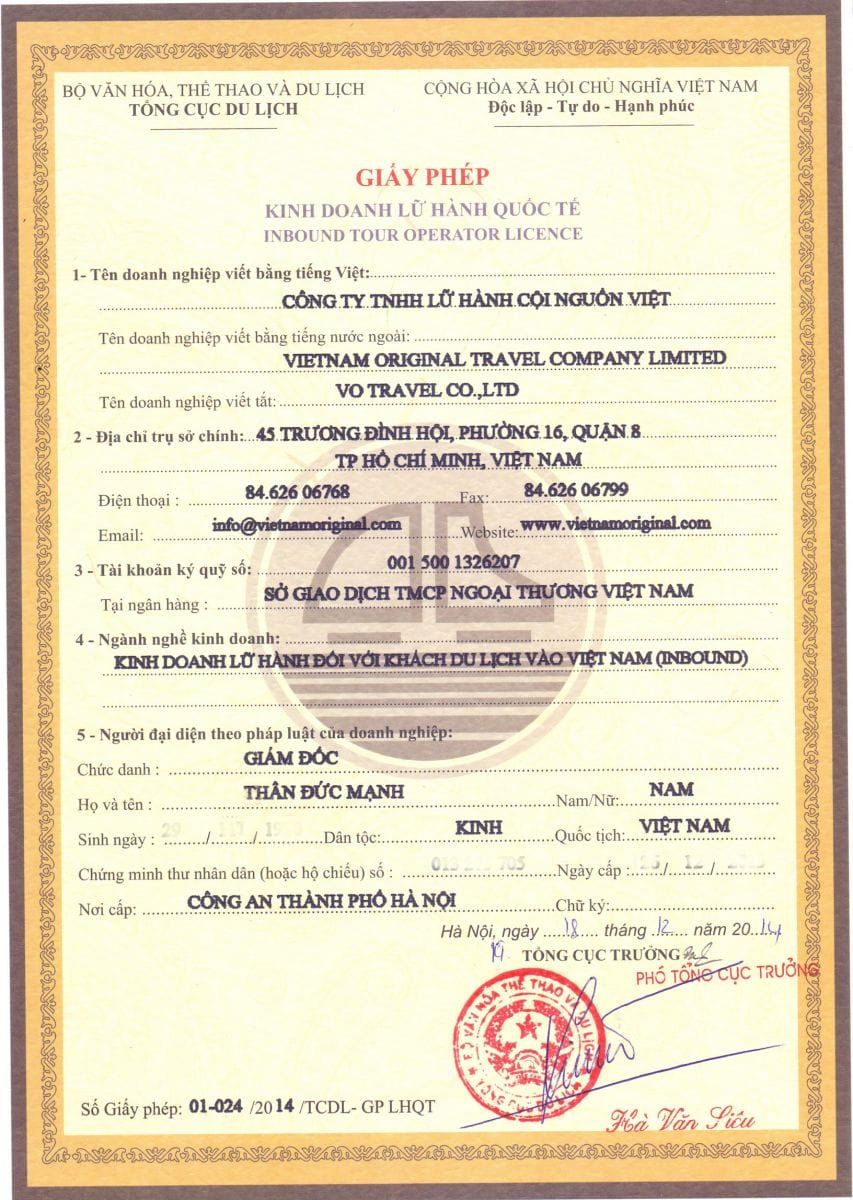 BỘ VĂN HÓA, THỂ THAO VÀ DU LỊCH
TỔNG CỤC DU LỊCH
CỘNG HÒA XÃ HỘI CHỦ NGHĨA VIỆT NAM
Độc lập - Tự do - Hạnh phúc
GIẤY PHÉP
KINH DOANH LỮ HÀNH QUỐC TẾ
INBOUND TOUR OPERATOR LICENCE
1- Tên doanh nghiệp viết bằng tiếng Việt:
CÔNG TY TNHH LỮ HÀNH CỘI NGUỒN VIỆT
Tên doanh nghiệp viết bằng tiếng nước ngoài:
VIETNAM ORIGINAL TRAVEL COMPANY LIMITED
Tên doanh nghiệp viết tắt: VO TRAVEL CO.,LTD
2 - Địa chỉ trụ sở chính: 45 TRƯƠNG ĐÌNH HỘI, PHƯỜNG 16, QUẬN 8
TP HỒ CHÍ MINH, VIỆT NAM
Điện thoại : 84.626 06768 Fax: 84.626 06799
Email: info@vietnamoriginal.com Website: www.vietnamoriginal.com
3 - Tài khoản ký quỹ số: 001 500 1326207
Tại ngân hàng : SỞ GIAO DỊCH TMCP NGOẠI THƯƠNG VIỆT NAM
4 - Ngành nghề kinh doanh:
KINH DOANH LỮ HÀNH ĐỐI VỚI KHÁCH DU LỊCH VÀO VIỆT NAM (INBOUND)
5 - Người đại diện theo pháp luật của doanh nghiệp:
Chức danh : GIÁM ĐỐC
Họ và tên : THÂN ĐỨC MẠNH Nam/Nữ: NAM
Sinh ngày : / / Dân tộc: KINH Quốc tịch: VIỆT NAM
Chứng minh thư nhân dân (hoặc hộ chiếu) số : Ngày cấp : / /
Nơi cấp: CÔNG AN THÀNH PHỐ HÀ NỘI Chữ ký:
Hà Nội, ngày 18 tháng 12 năm 2014
TỔNG CỤC TRƯỞNG
PHÓ TỔNG CỤC TRƯỞNG
BỘ VĂN HÓA THỂ THAO VÀ DU LỊCH
TỔNG CỤC DU LỊCH
Số Giấy phép: 01-024 /2014 /TCDL- GP LHQT
Hà Văn Siêu